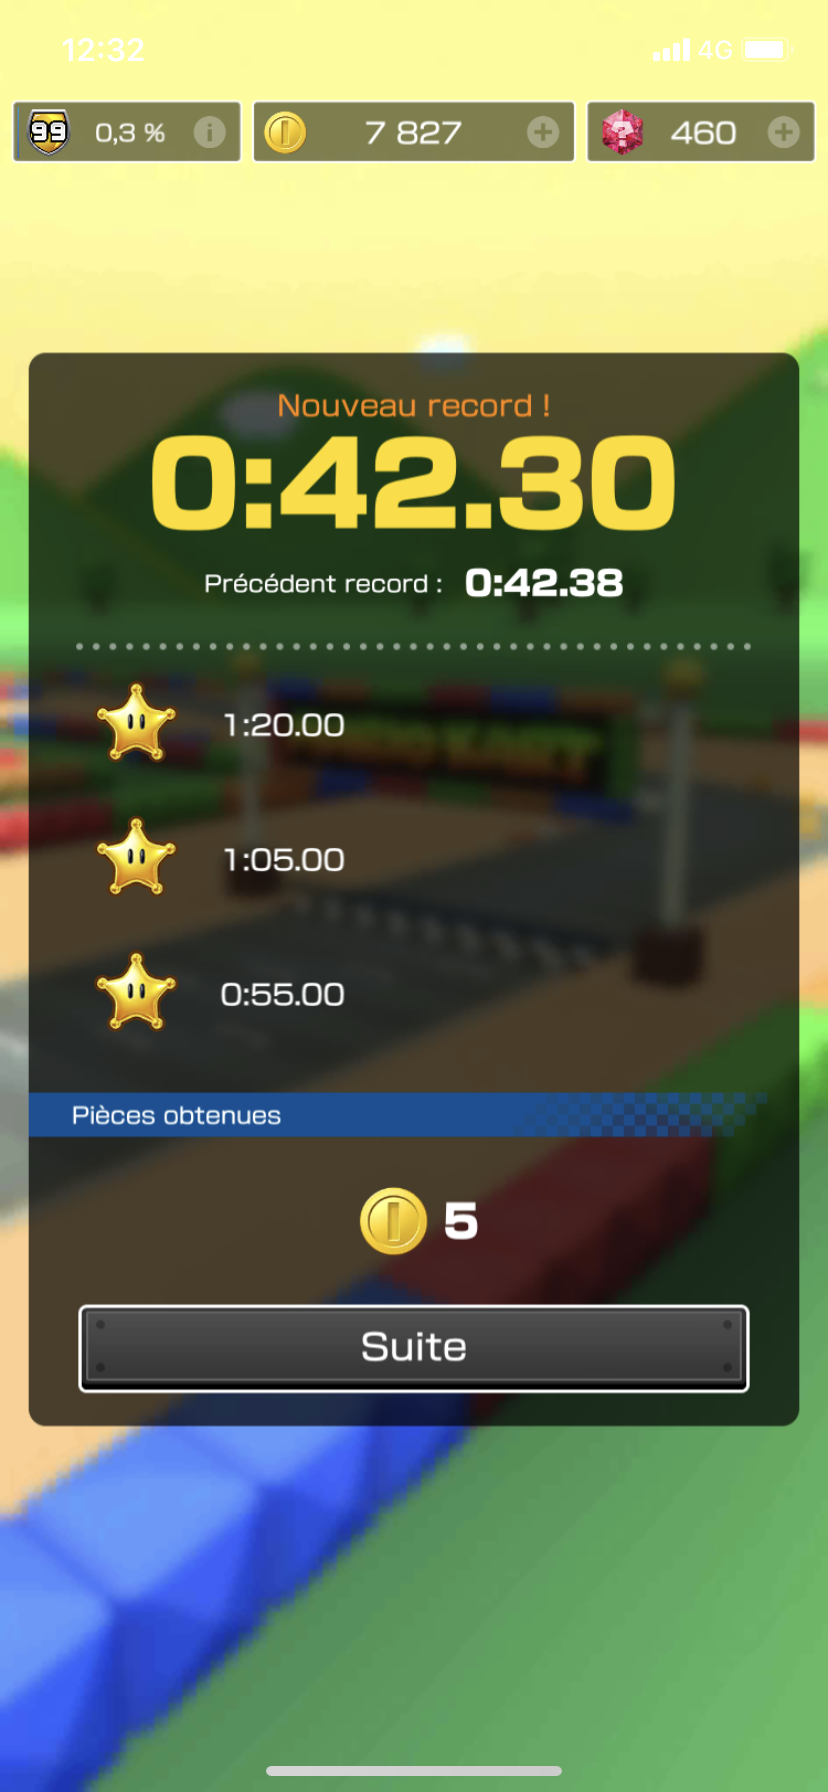 12:32
4G
99
0,3 %
i
7 827
+
?
460
+
Nouveau record !
0:42.30
Précédent record : 0:42.38
1:20.00
1:05.00
0:55.00
Pièces obtenues
5
Suite